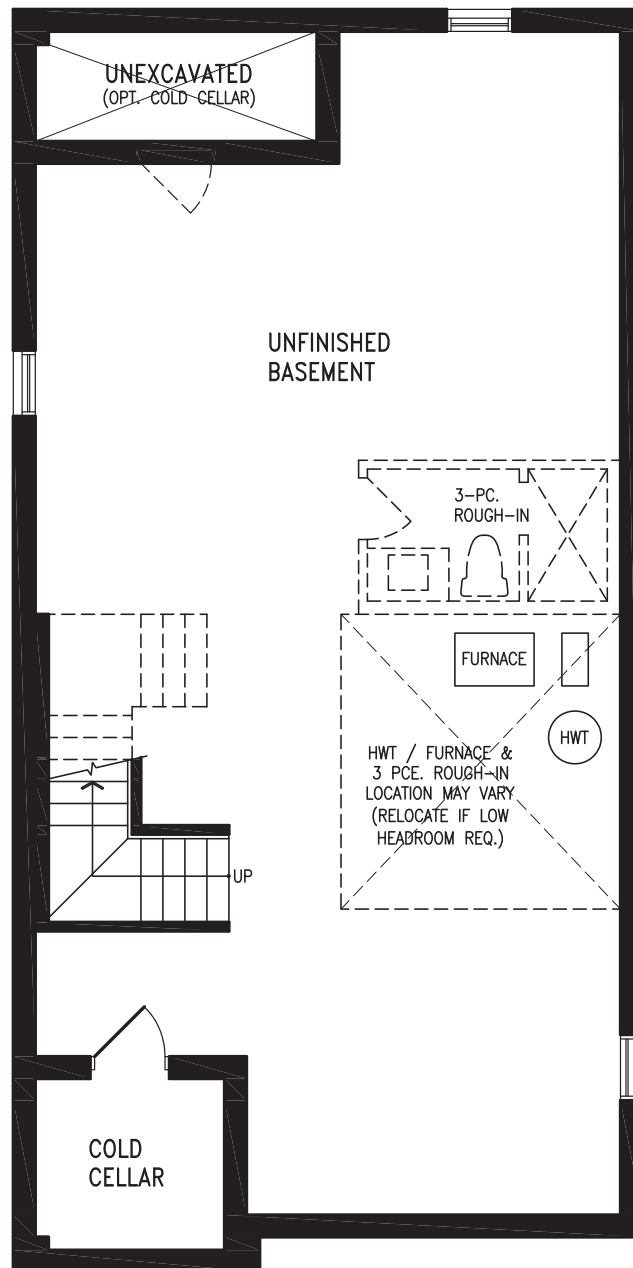 UNEXCAVATED
(OPT. COLD CELLAR)
UNFINISHED
BASEMENT
3-PC.
ROUGH-IN
FURNACE
HWT
HWT / FURNACE &
3 PCE. ROUGH-IN
LOCATION MAY VARY
(RELOCATE IF LOW
HEADROOM REQ.)
UP
COLD
CELLAR